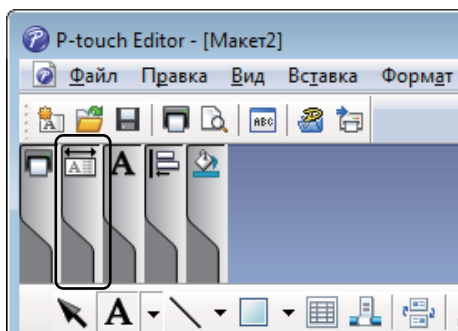 P-touch Editor - [Макет2]
Файл Правка Вид Вставка Формат
ABC
A A
A